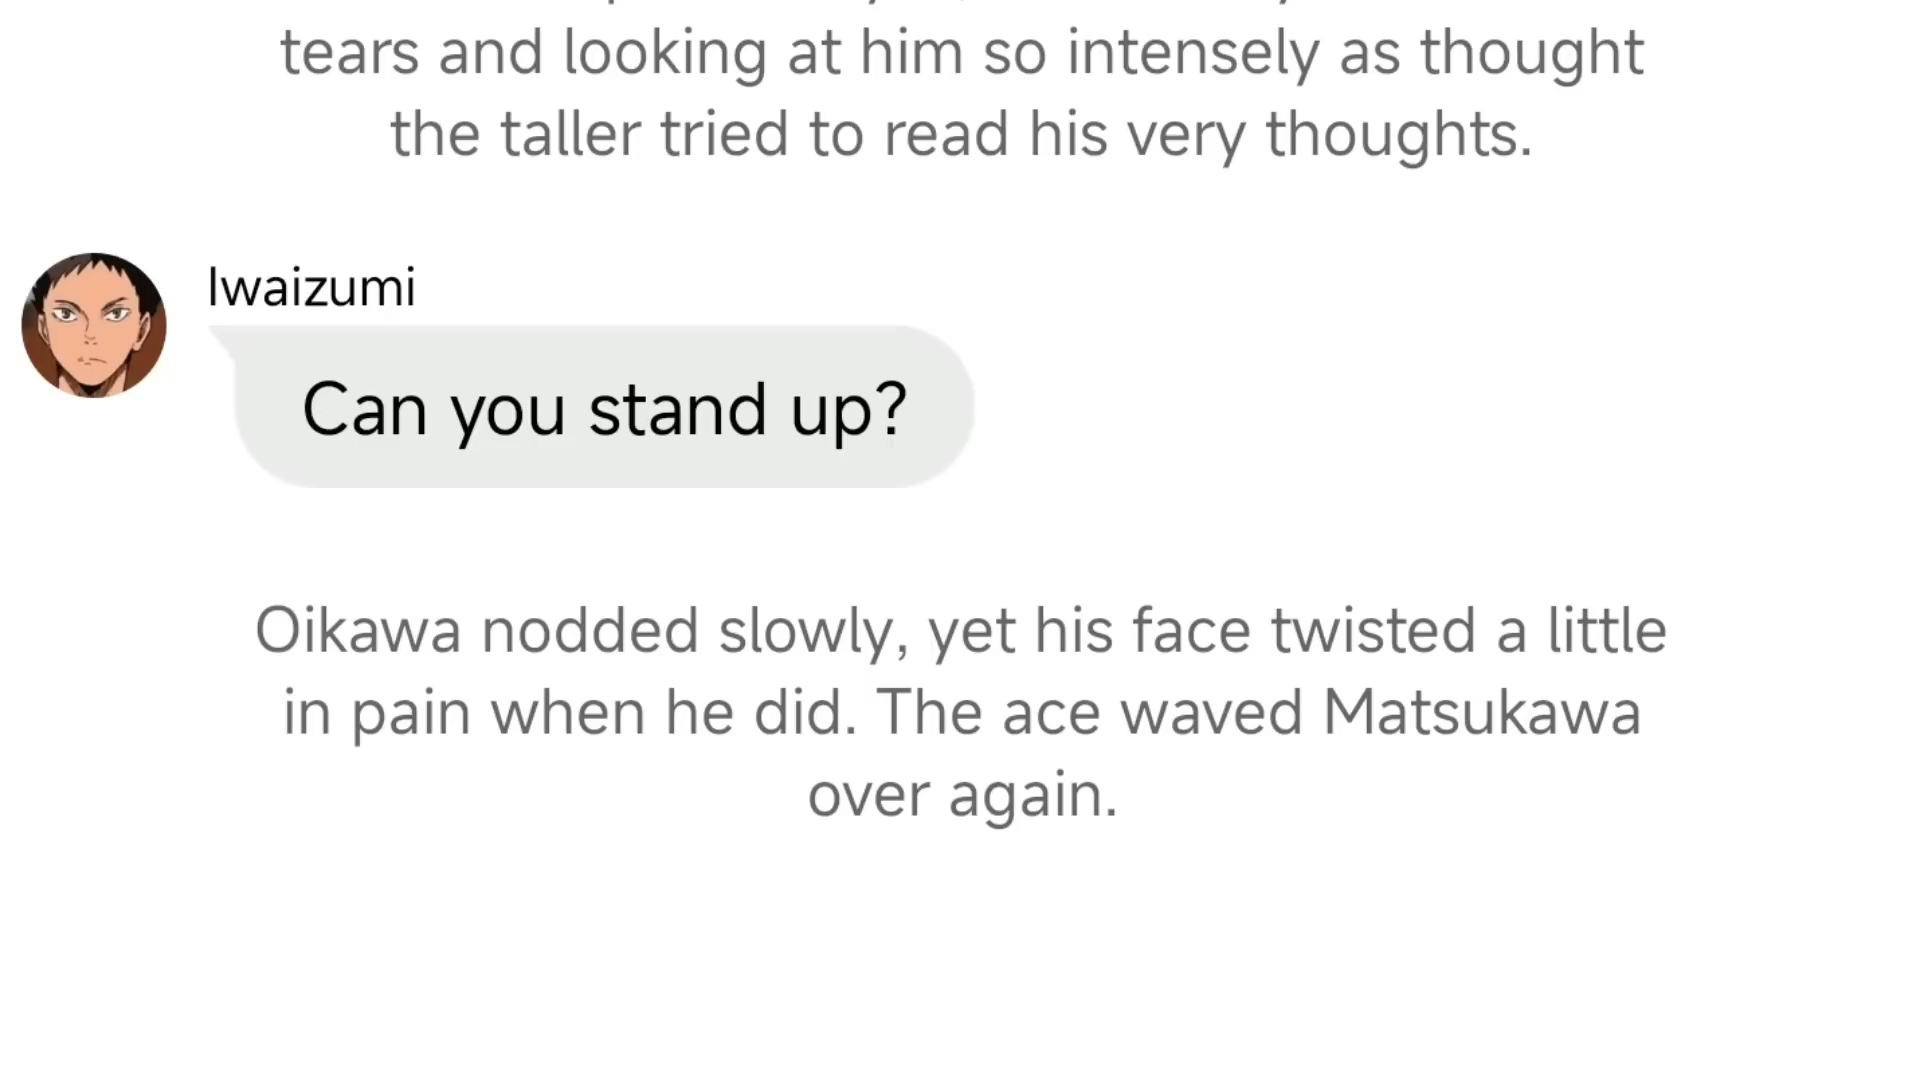 tears and looking at him so intensely as thought
the taller tried to read his very thoughts.
Iwaizumi
Can you stand up?
Oikawa nodded slowly, yet his face twisted a little
in pain when he did. The ace waved Matsukawa
over again.